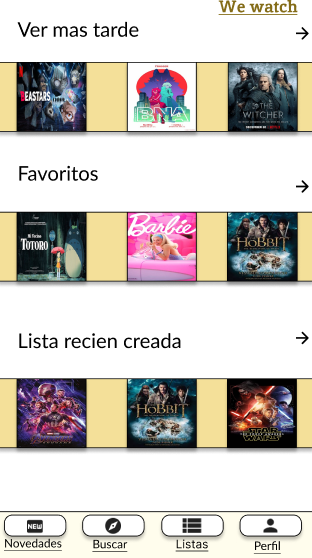 We watch
Ver mas tarde
BEASTARS
BNA
THE
WITCHER
NETFLIX
Favoritos
Mi Vecino
TOTORO
Barbie
THE
HOBBIT
Lista recien creada
THE
HOBBIT
STAR
WARS
NEW
Novedades
Buscar
Listas
Perfil